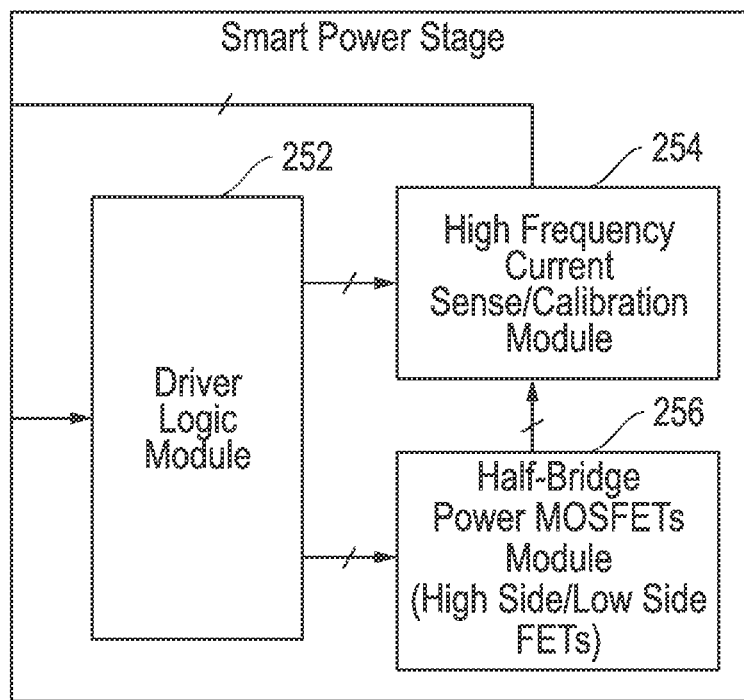 Smart Power Stage
252
254
Driver
Logic
Module
High Frequency
Current
Sense/Calibration
Module
256
Half-Bridge
Power MOSFETs
Module
(High Side/Low Side
FETs)